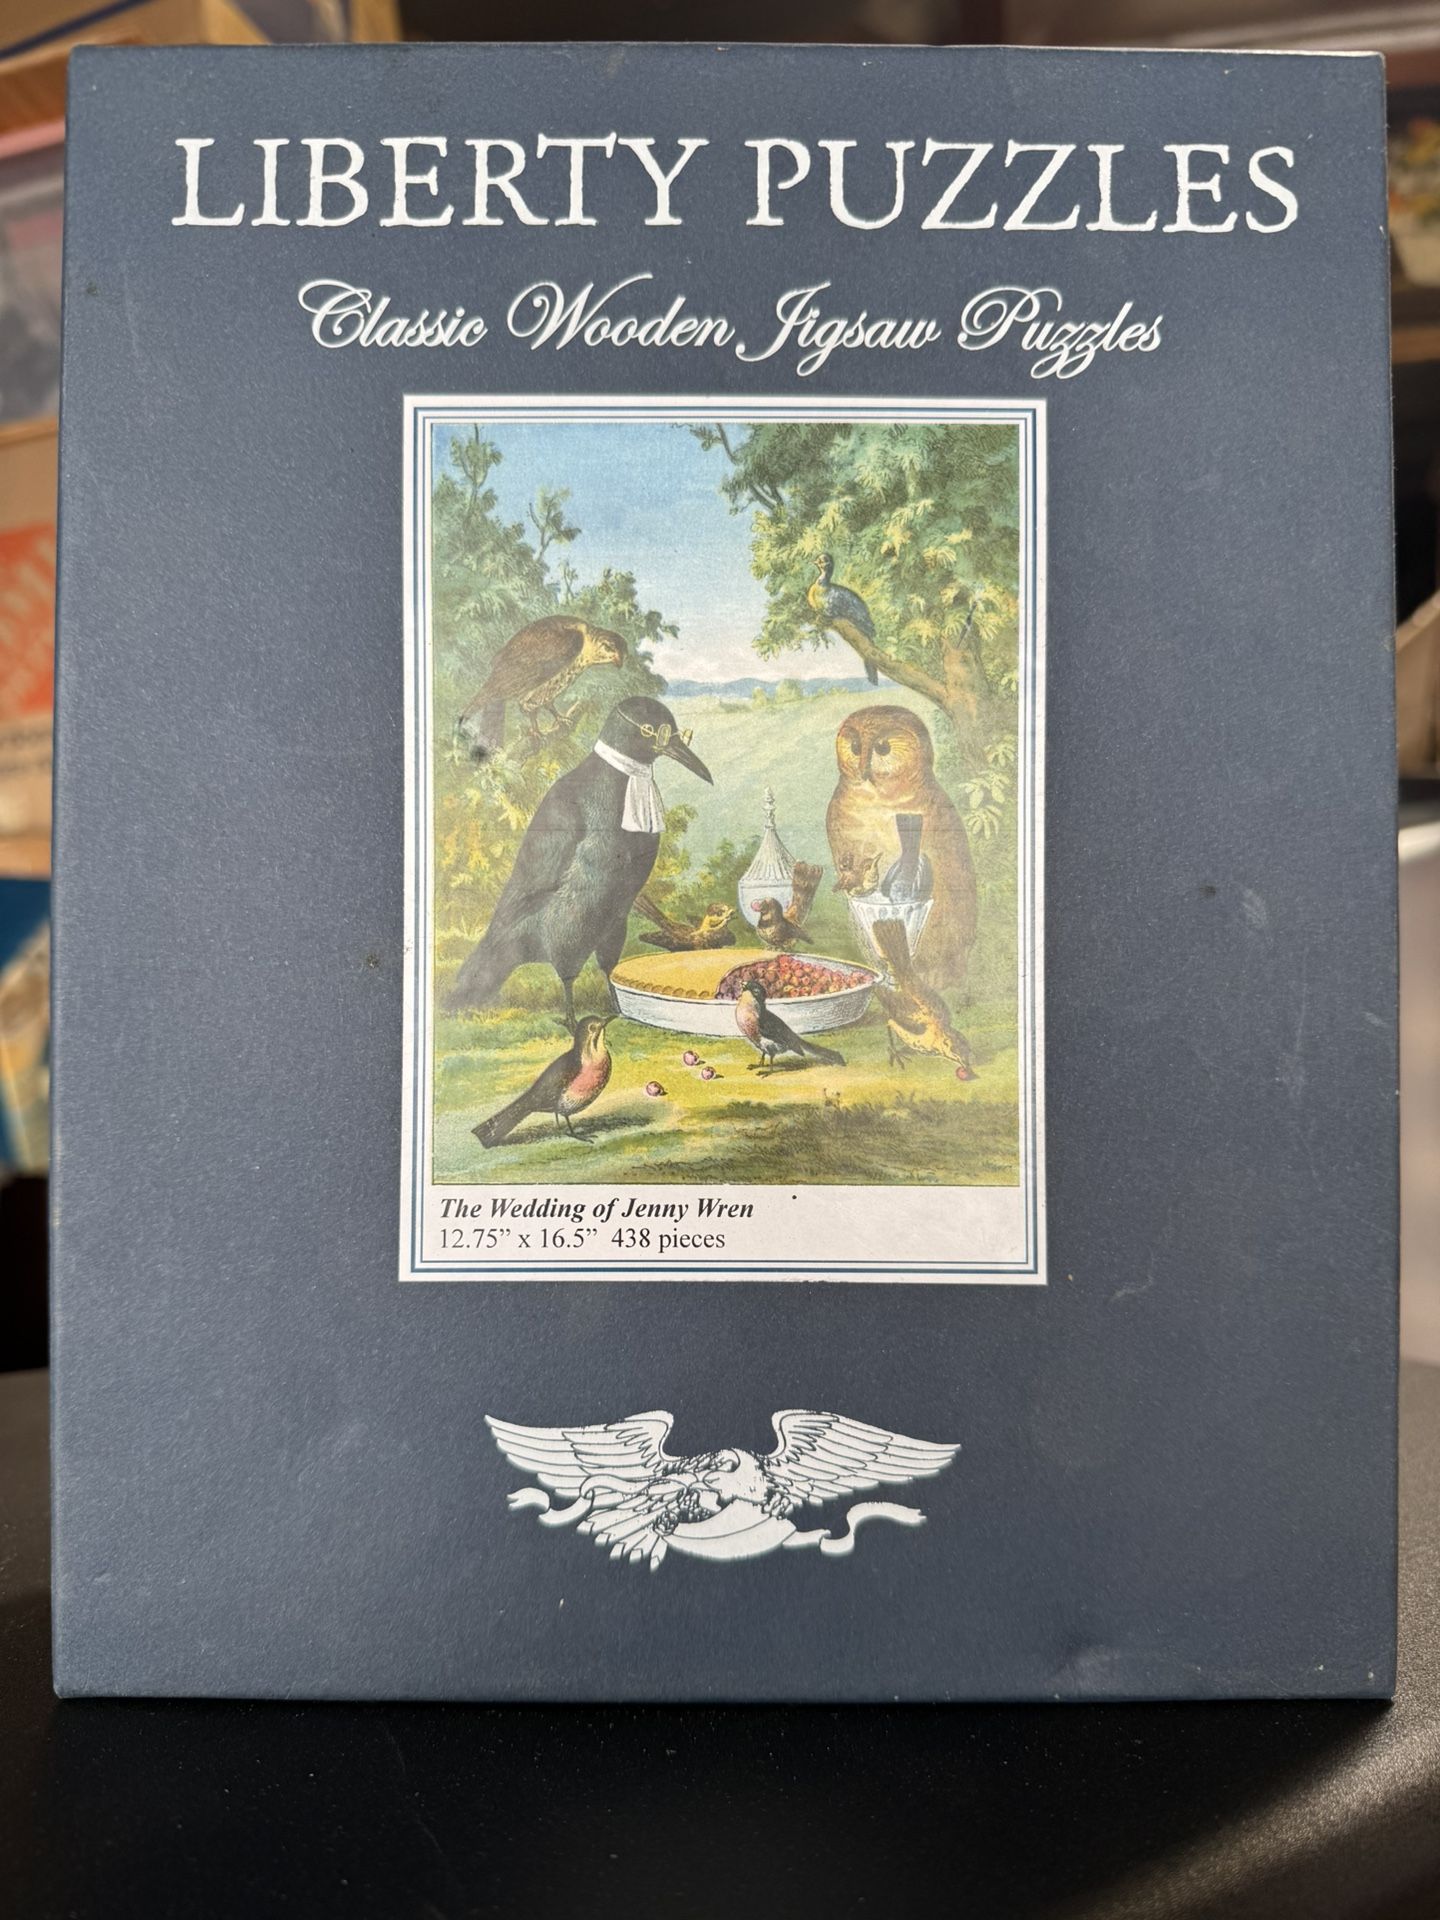 LIBERTY PUZZLES
Classic Wooden Jigsaw Puzzles
The Wedding of Jenny Wren
12.75” x 16.5” 438 pieces